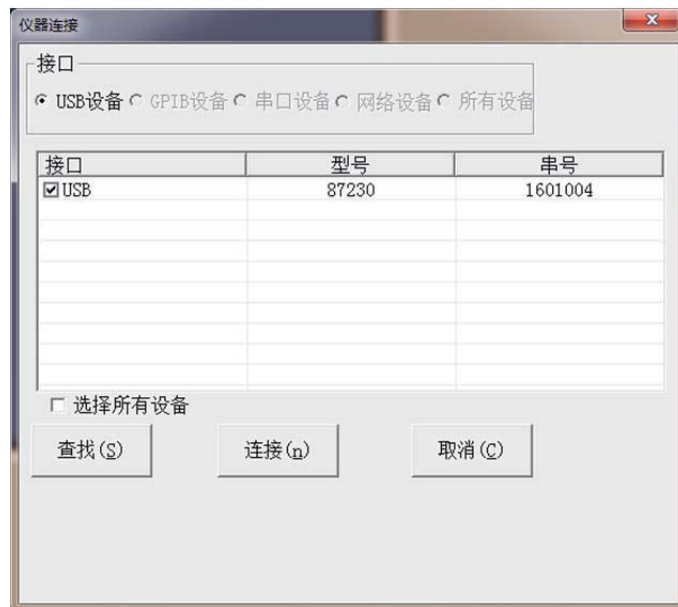 仪器连接
接口
USB设备 GPIB设备 串口设备 网络设备 所有设备
接口 型号 串号
USB 87230 1601004
选择所有设备
查找(S) 连接(n) 取消(C)